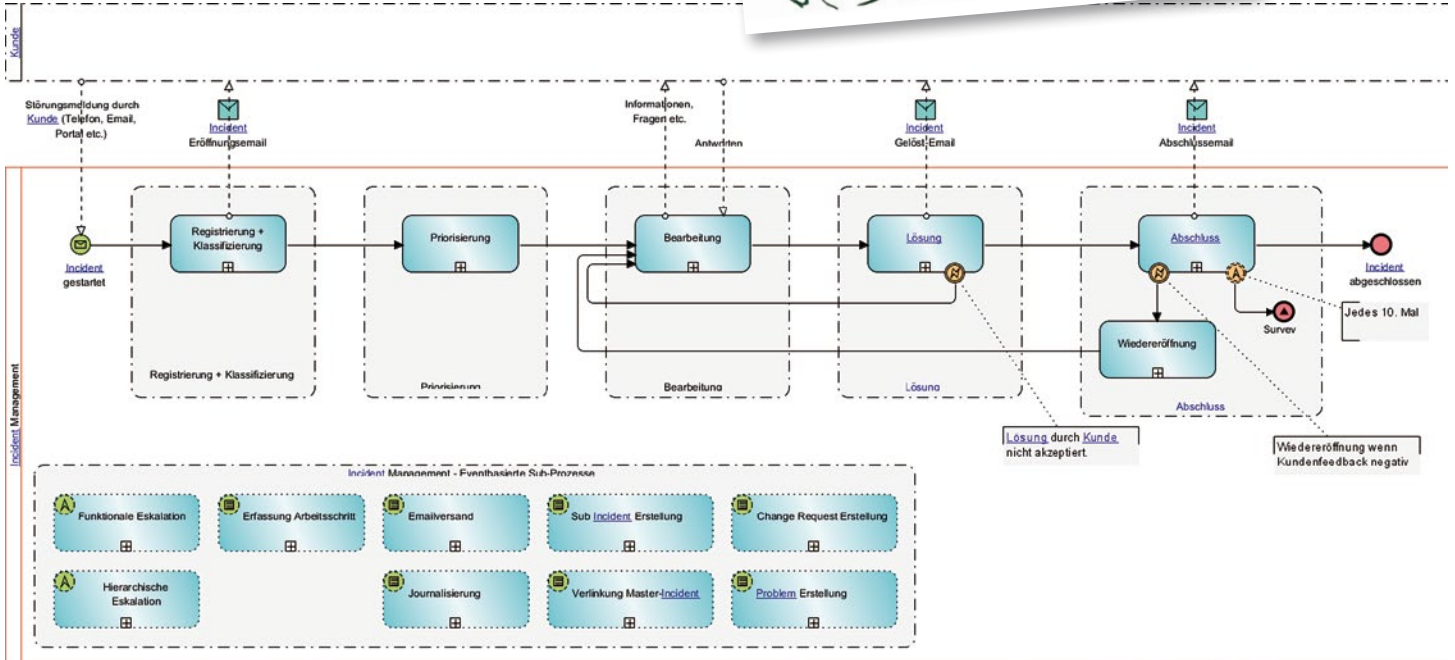 Kunde
Störungsmeldung durch
Kunde (Telefon, Email,
Portal etc.)
Incident
Eröffnungsemail
Informationen,
Fragen etc.
Antworten
Incident
Gelöst-Email
Incident
Abschlussemail
Incident Management
Incident
gestartet
Registrierung +
Klassifizierung
Registrierung + Klassifizierung
Priorisierung
Priorisierung
Bearbeitung
Bearbeitung
Lösung
Lösung
Lösung durch Kunde
nicht akzeptiert.
Abschluss
Wiedereröffnung
Abschluss
Wiedereröffnung wenn
Kundenfeedback negativ
Survey
Jedes 10. Mal
Incident
abgeschlossen
Incident Management - Eventbasierte Sub-Prozesse
Funktionale Eskalation
Erfassung Arbeitsschritt
Emailversand
Sub Incident Erstellung
Change Request Erstellung
Hierarchische
Eskalation
Journalisierung
Verlinkung Master-Incident
Problem Erstellung